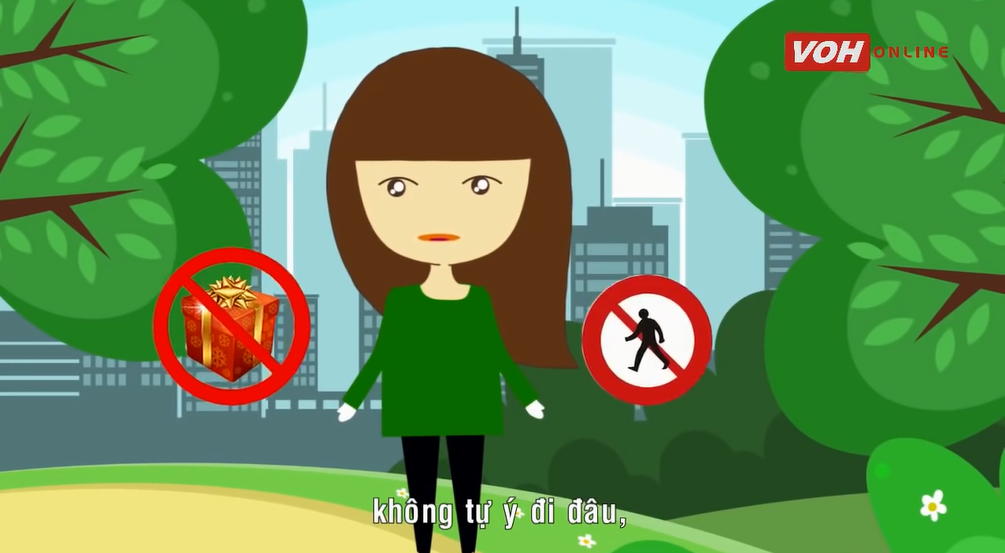 VOH ONLINE
không tự ý đi đâu,